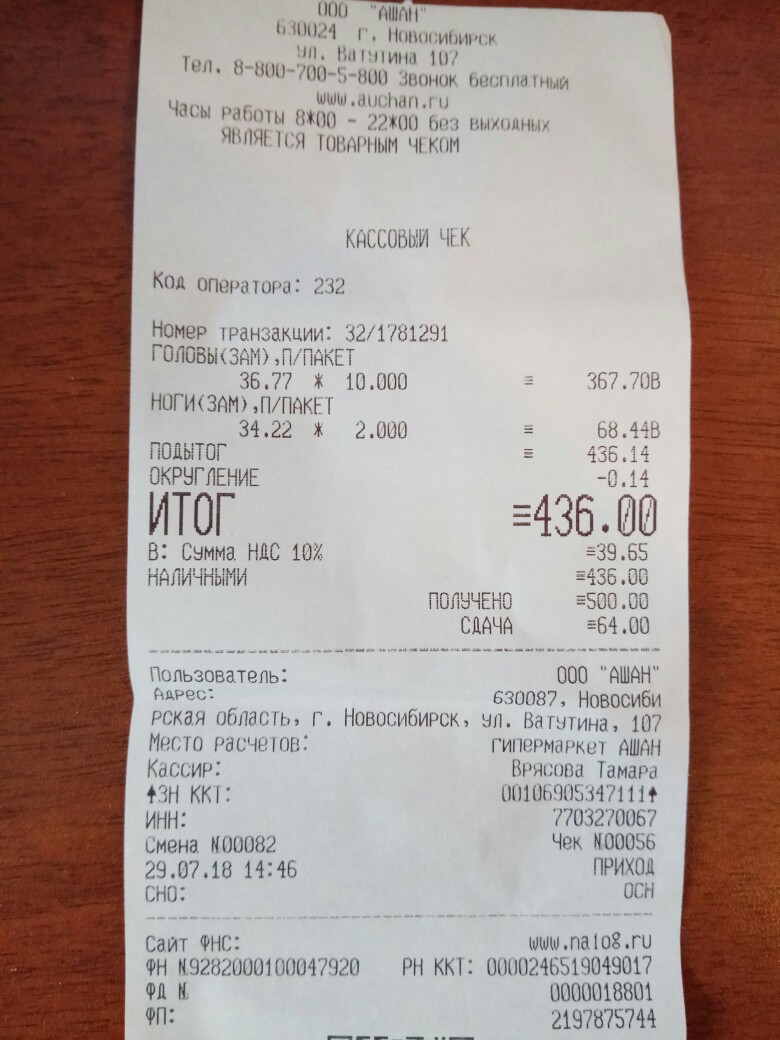 ООО "АШАН"
630024 г. Новосибирск
ул. Ватутина 107
Тел. 8-800-700-5-800 Звонок бесплатный
www.auchan.ru
Часы работы 8*00 - 22*00 без выходных
ЯВЛЯЕТСЯ ТОВАРНЫМ ЧЕКОМ
КАССОВЫЙ ЧЕК
Код оператора: 232
Номер транзакции: 32/1781291
ГОЛОВЫ(ЗАМ),П/ПАКЕТ
36.77 * 10.000 ≡ 367.70В
НОГИ(ЗАМ),П/ПАКЕТ
34.22 * 2.000 ≡ 68.44В
ПОДЫТОГ ≡ 436.14
ОКРУГЛЕНИЕ -0.14
ИТОГ ≡436.00
В: Сумма НДС 10% ≡39.65
НАЛИЧНЫМИ ≡436.00
ПОЛУЧЕНО ≡500.00
СДАЧА ≡64.00
Пользователь: ООО "АШАН"
Адрес: 630087, Новосиби
рская область, г. Новосибирск, ул. Ватутина, 107
Место расчетов: гипермаркет АШАН
Кассир: Врясова Тамара
↑ЗН ККТ: 00106905347111↑
ИНН: 7703270067
Смена №00082 Чек №00056
29.07.18 14:46 ПРИХОД
СНО: ОСН
Сайт ФНС: www.nalog.ru
ФН №9282000100047920 РН ККТ: 0000246519049017
ФД № 0000018801
ФП: 2197875744